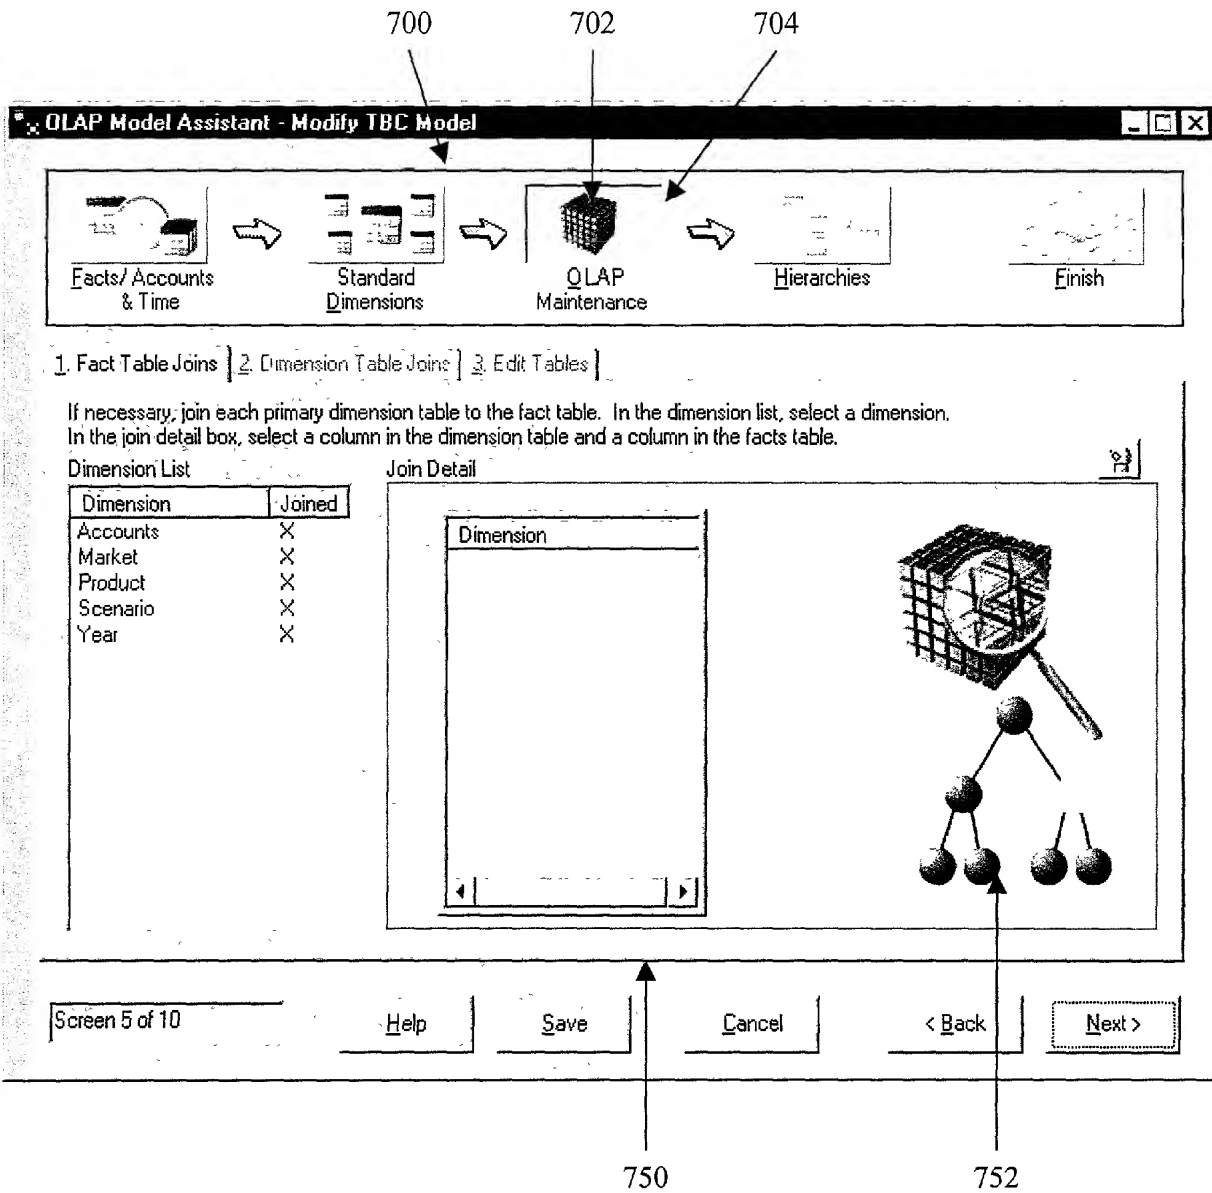 700 702 704
OLAP Model Assistant - Modify TBC Model
Facts/ Accounts
& Time
Standard
Dimensions
OLAP
Maintenance
Hierarchies
Finish
1. Fact Table Joins 2. Dimension Table Joins 3. Edit Tables
If necessary, join each primary dimension table to the fact table. In the dimension list, select a dimension.
In the join detail box, select a column in the dimension table and a column in the facts table.
Dimension List Join Detail
Dimension Joined
Dimension
Accounts X
Market X
Product X
Scenario X
Year X
Screen 5 of 10 Help Save Cancel < Back Next >
750 752